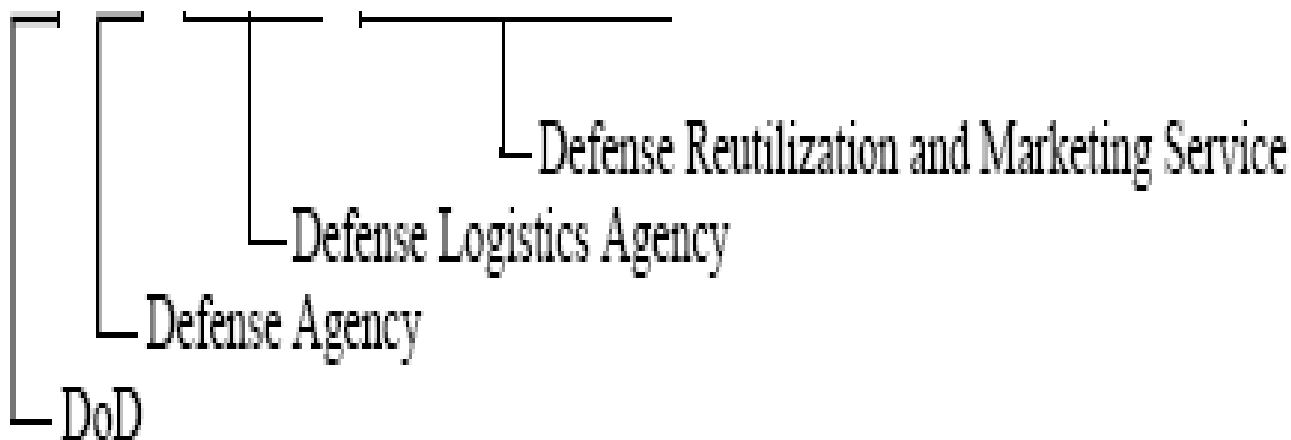 Defense Reutilization and Marketing Service
Defense Logistics Agency
Defense Agency
DoD